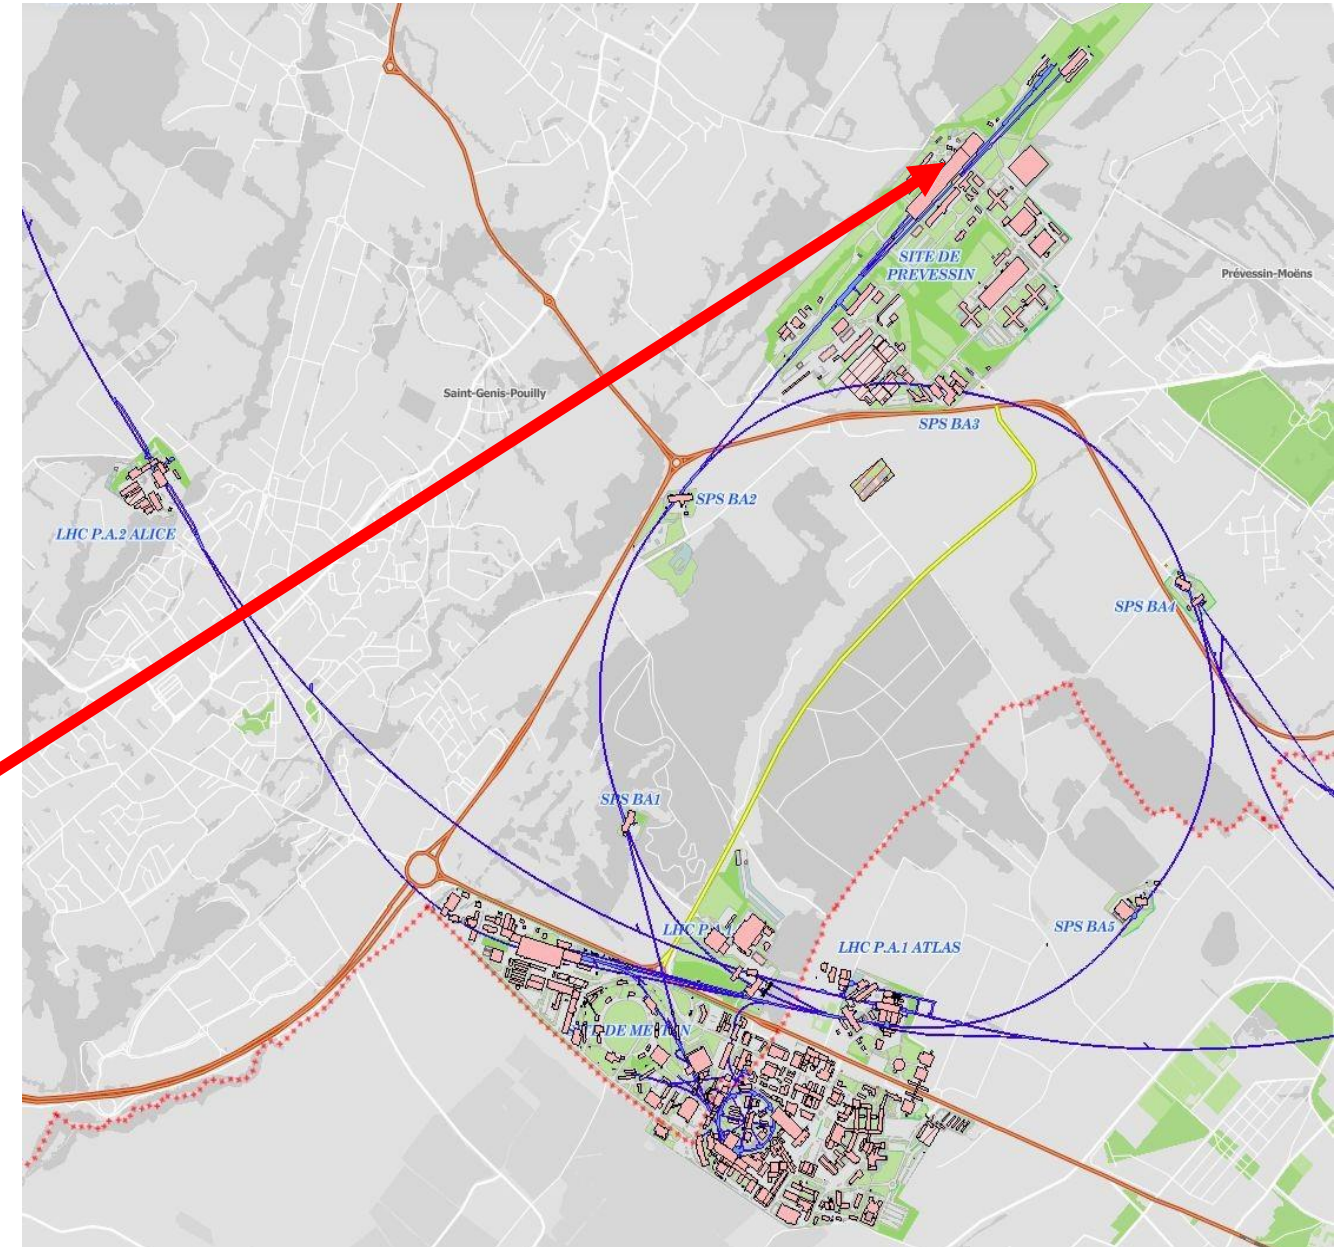 SITE DE
PREVESSIN
Prévessin-Moëns
Saint-Genis-Pouilly
SPS BA3
SPS BA2
LHC P.A.2 ALICE
SPS BA4
SPS BA1
SPS BA5
LHC P.A.1 ATLAS